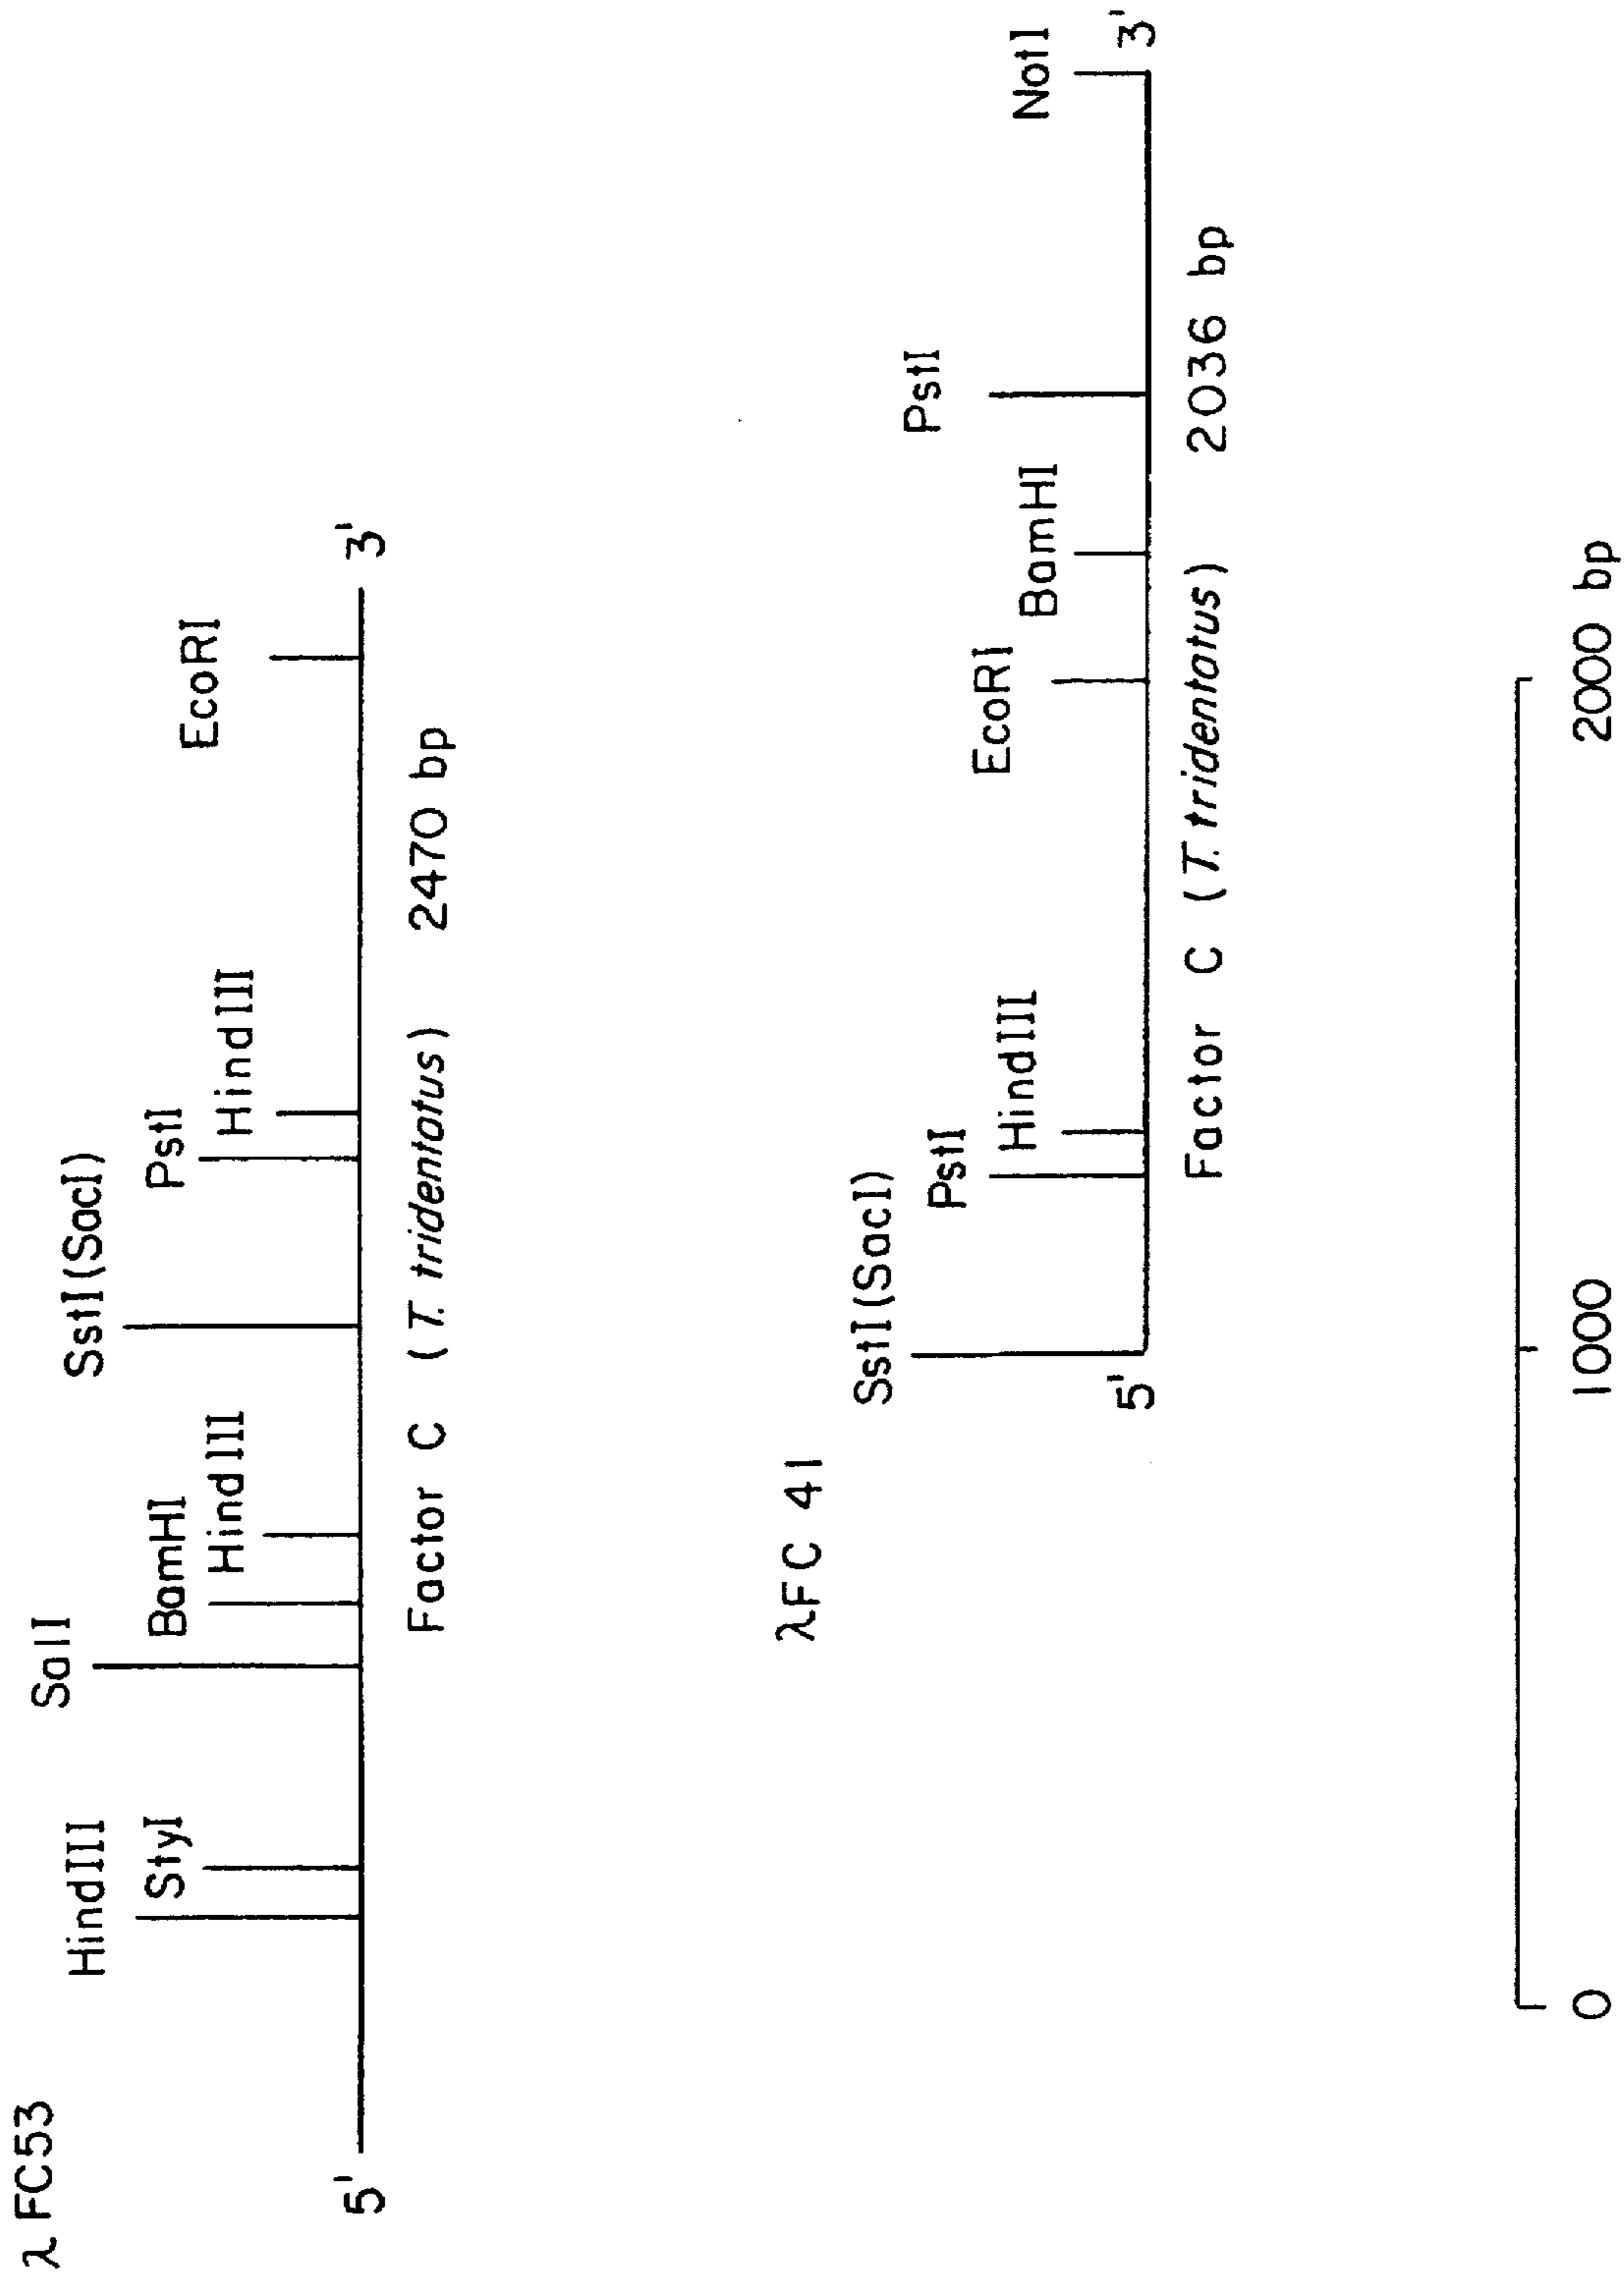 λFC53
HindIII
StyI
SalI
BamHI
HindIII
SstI(SacI)
PstI
HindIII
EcoRI
5'
3'
Factor C (T. tridentatus) 2470 bp
λFC 41
SstI(SacI)
PstI
HindIII
EcoRI
BamHI
PstI
NotI
5'
3'
Factor C (T. tridentatus) 2036 bp
0
1000
2000 bp